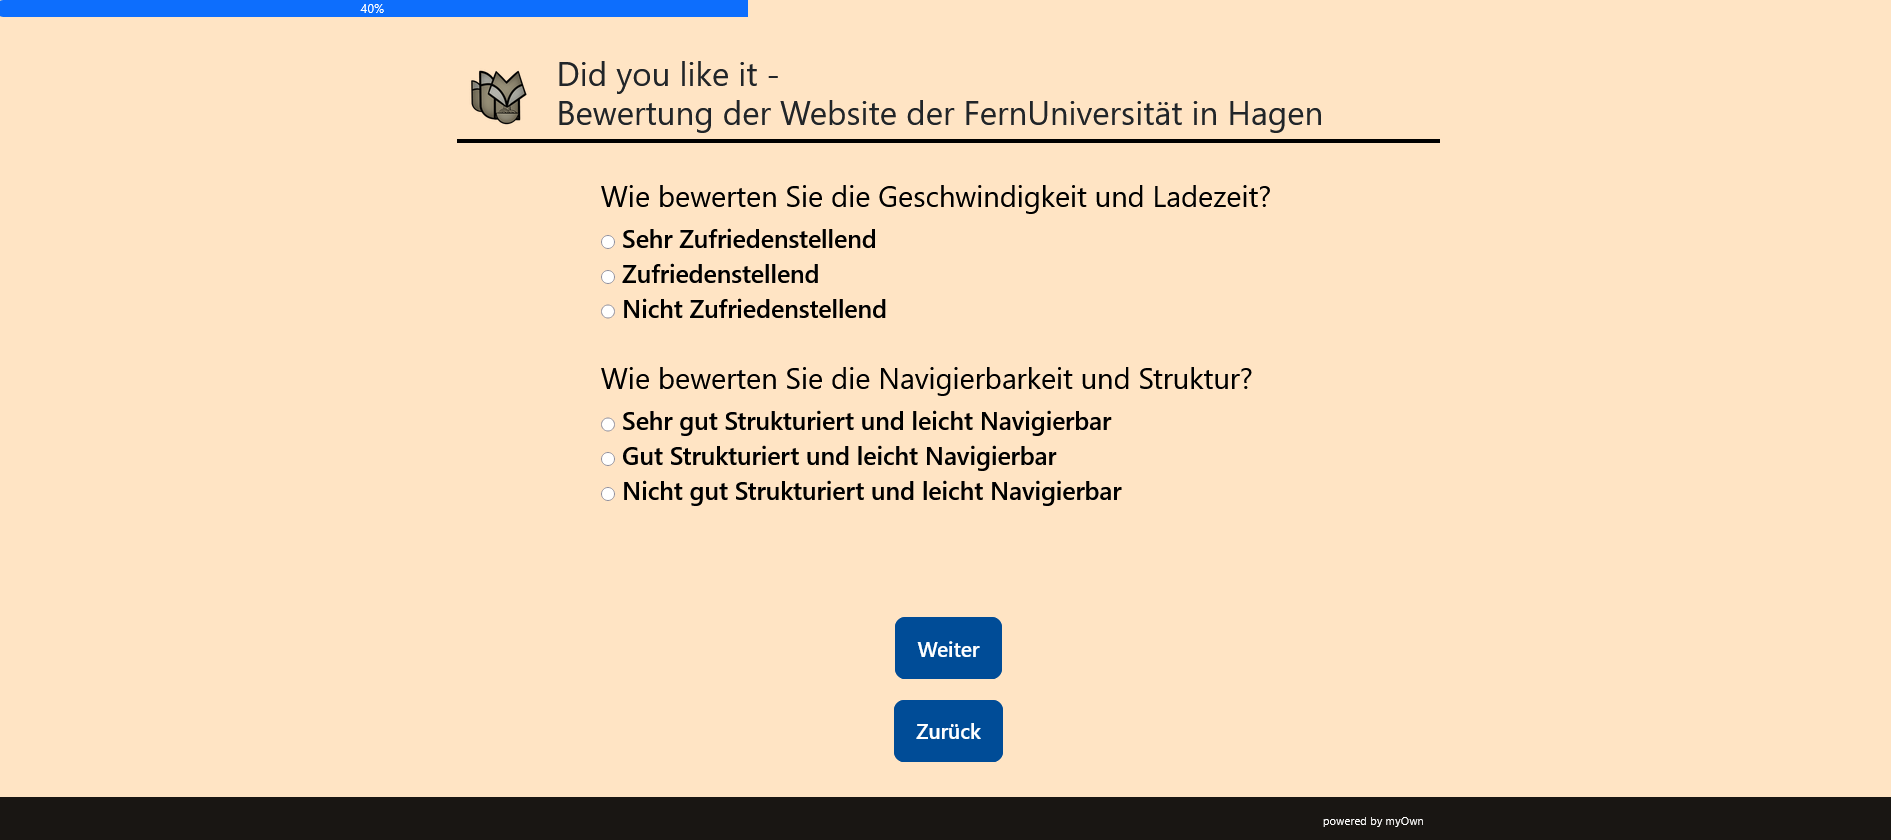 40%
Did you like it -
Bewertung der Website der FernUniversität in Hagen
Wie bewerten Sie die Geschwindigkeit und Ladezeit?
Sehr Zufriedenstellend
Zufriedenstellend
Nicht Zufriedenstellend
Wie bewerten Sie die Navigierbarkeit und Struktur?
Sehr gut Strukturiert und leicht Navigierbar
Gut Strukturiert und leicht Navigierbar
Nicht gut Strukturiert und leicht Navigierbar
Weiter
Zurück
powered by myOwn